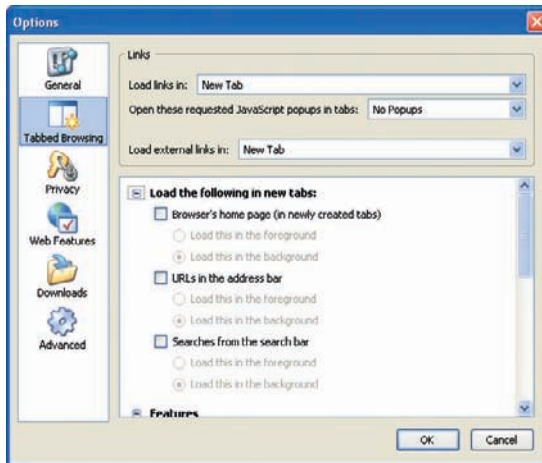 Options
General
Tabbed Browsing
Privacy
Web Features
Downloads
Advanced
Links
Load links in: New Tab
Open these requested JavaScript popups in tabs: No Popups
Load external links in: New Tab
Load the following in new tabs:
Browser's home page (in newly created tabs)
Load this in the foreground
Load this in the background
URLs in the address bar
Load this in the foreground
Load this in the background
Searches from the search bar
Load this in the foreground
Load this in the background
Features
OK Cancel